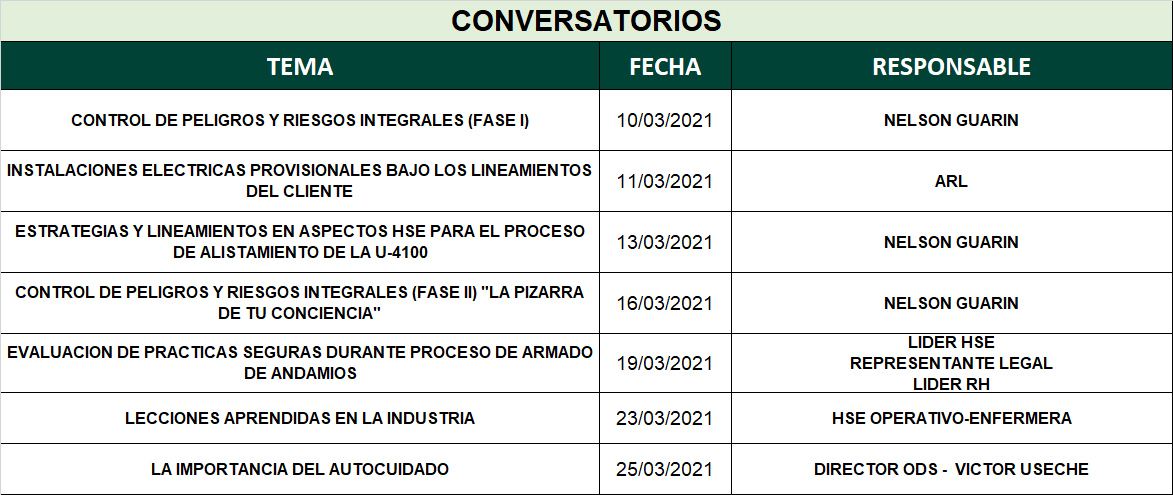 CONVERSATORIOS
TEMA FECHA RESPONSABLE
CONTROL DE PELIGROS Y RIESGOS INTEGRALES (FASE I) 10/03/2021 NELSON GUARIN
INSTALACIONES ELECTRICAS PROVISIONALES BAJO LOS LINEAMIENTOS
DEL CLIENTE
11/03/2021
ARL
ESTRATEGIAS Y LINEAMIENTOS EN ASPECTOS HSE PARA EL PROCESO
DE ALISTAMIENTO DE LA U-4100
13/03/2021
NELSON GUARIN
CONTROL DE PELIGROS Y RIESGOS INTEGRALES (FASE II) "LA PIZARRA
DE TU CONCIENCIA"
16/03/2021
NELSON GUARIN
EVALUACION DE PRACTICAS SEGURAS DURANTE PROCESO DE ARMADO
DE ANDAMIOS
19/03/2021
LIDER HSE
REPRESENTANTE LEGAL
LIDER RH
LECCIONES APRENDIDAS EN LA INDUSTRIA 23/03/2021 HSE OPERATIVO-ENFERMERA
LA IMPORTANCIA DEL AUTOCUIDADO 25/03/2021 DIRECTOR ODS - VICTOR USECHE